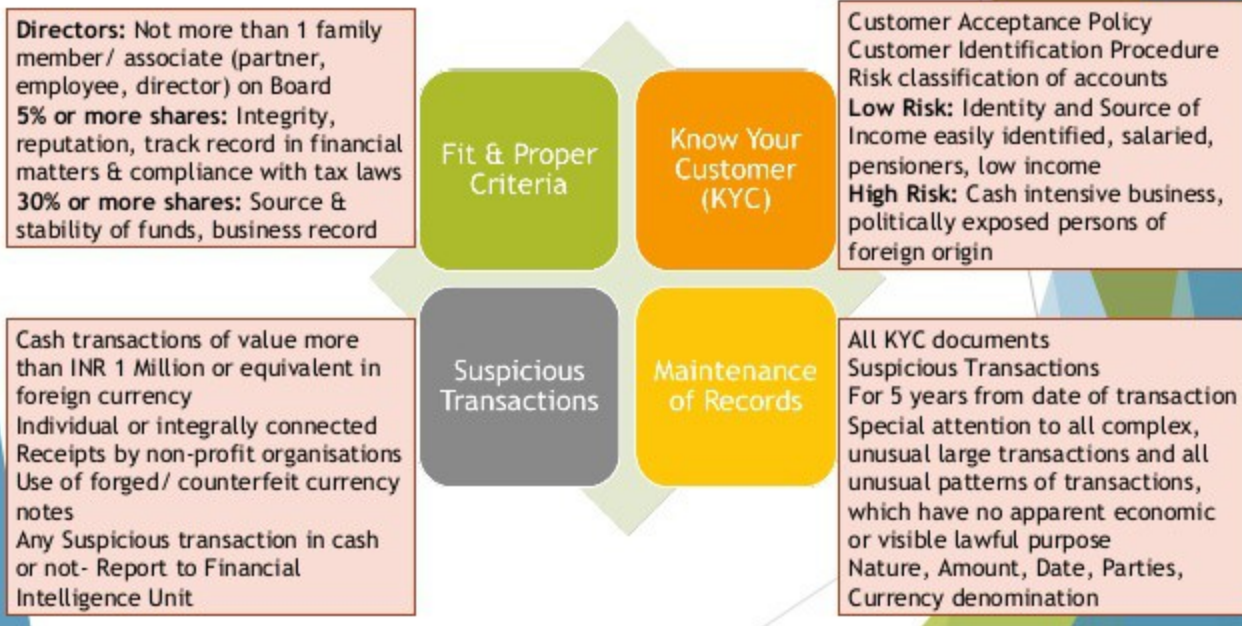 Directors: Not more than 1 family
member/ associate (partner,
employee, director) on Board
5% or more shares: Integrity,
reputation, track record in financial
matters & compliance with tax laws
30% or more shares: Source &
stability of funds, business record
Fit & Proper
Criteria
Know Your
Customer
(KYC)
Customer Acceptance Policy
Customer Identification Procedure
Risk classification of accounts
Low Risk: Identity and Source of
Income easily identified, salaried,
pensioners, low income
High Risk: Cash intensive business,
politically exposed persons of
foreign origin
Cash transactions of value more
than INR 1 Million or equivalent in
foreign currency
Individual or integrally connected
Receipts by non-profit organisations
Use of forged/ counterfeit currency
notes
Any Suspicious transaction in cash
or not- Report to Financial
Intelligence Unit
Suspicious
Transactions
Maintenance
of Records
All KYC documents
Suspicious Transactions
For 5 years from date of transaction
Special attention to all complex,
unusual large transactions and all
unusual patterns of transactions,
which have no apparent economic
or visible lawful purpose
Nature, Amount, Date, Parties,
Currency denomination